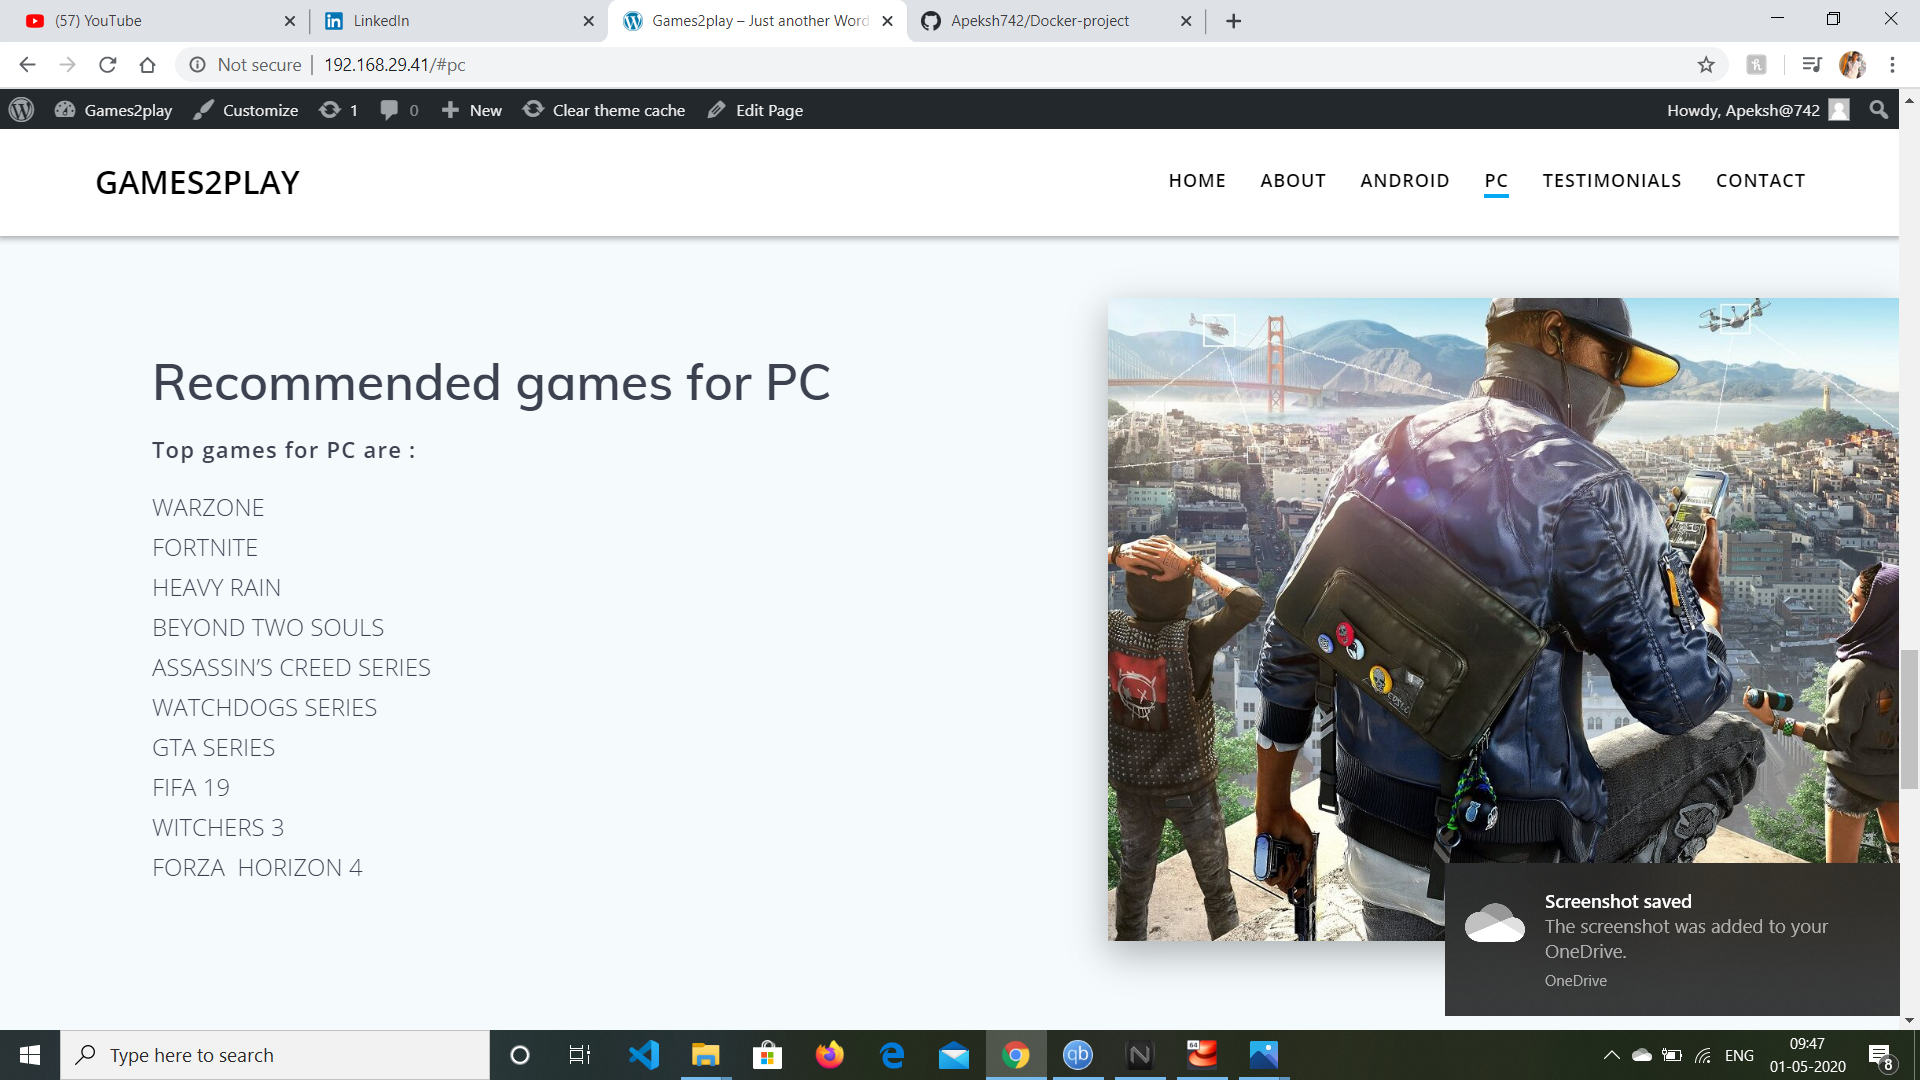 (57) YouTube
LinkedIn
Games2play – Just another Word
Apeksh742/Docker-project
Not secure
192.168.29.41/#pc
Games2play
Customize
1
0
New
Clear theme cache
Edit Page
Howdy, Apeksh@742
GAMES2PLAY
HOME
ABOUT
ANDROID
PC
TESTIMONIALS
CONTACT
Recommended games for PC
Top games for PC are :
WARZONE
FORTNITE
HEAVY RAIN
BEYOND TWO SOULS
ASSASSIN’S CREED SERIES
WATCHDOGS SERIES
GTA SERIES
FIFA 19
WITCHERS 3
FORZA  HORIZON 4
Screenshot saved
The screenshot was added to your
OneDrive.
OneDrive
Type here to search
qb
N
64
ENG
09:47
01-05-2020
8